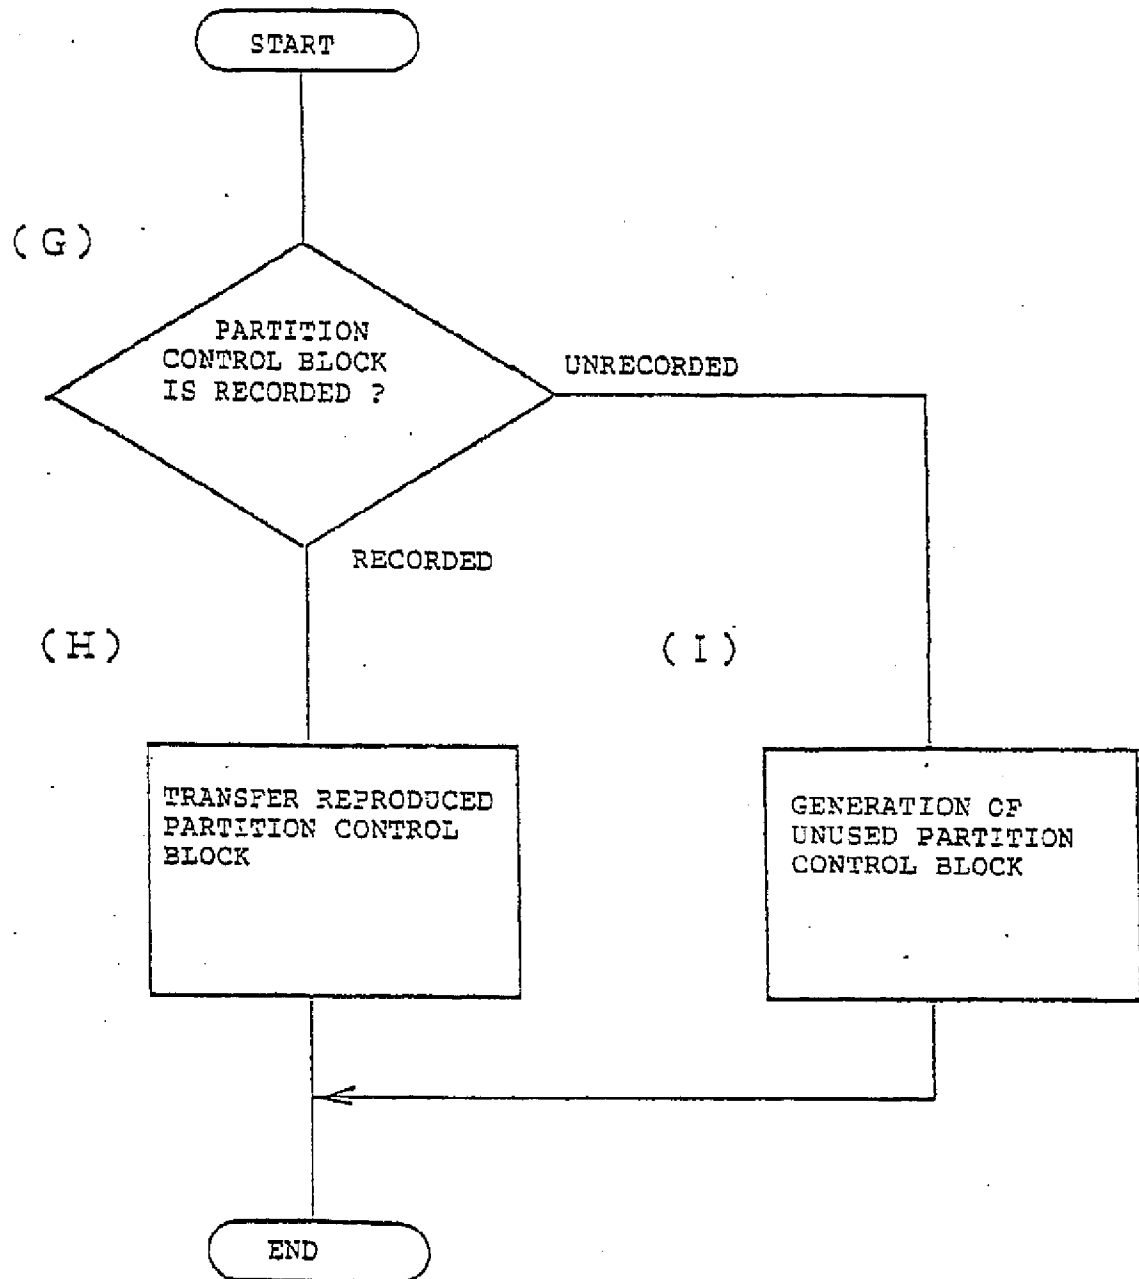 START
(G)
PARTITION
CONTROL BLOCK
IS RECORDED ?
UNRECORDED
RECORDED
(H)
(I)
TRANSFER REPRODUCED
PARTITION CONTROL
BLOCK
GENERATION OF
UNUSED PARTITION
CONTROL BLOCK
END